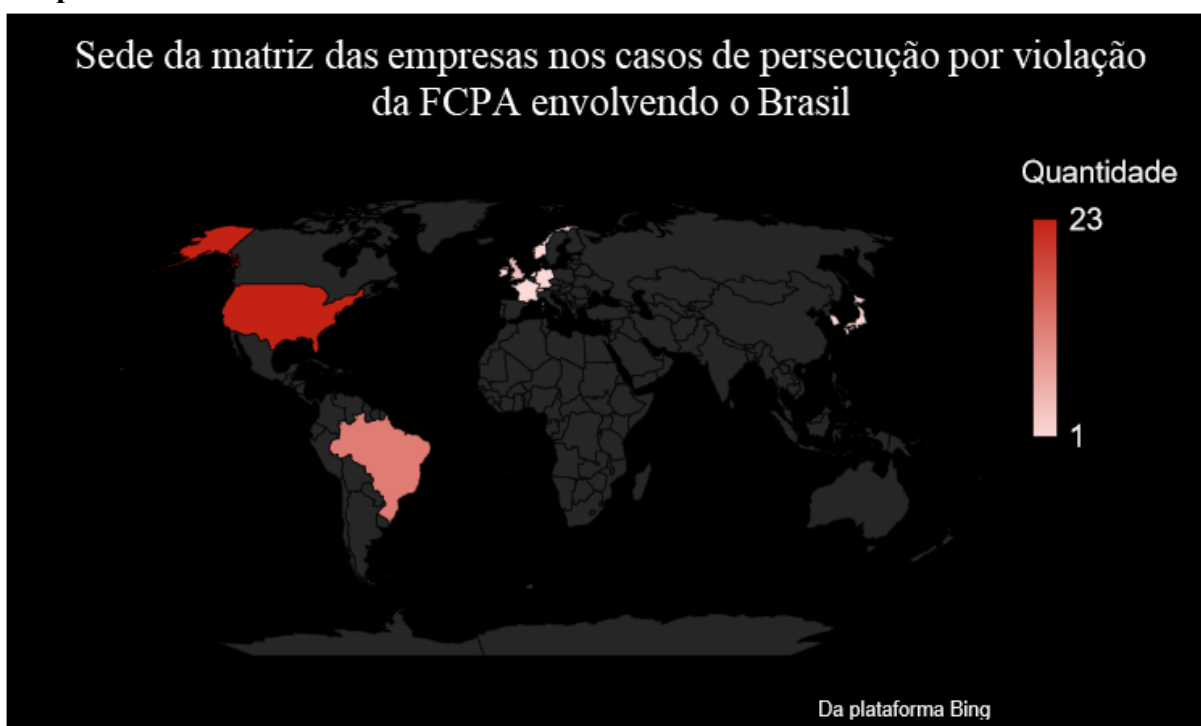 Sede da matriz das empresas nos casos de persecução por violação
da FCPA envolvendo o Brasil
Quantidade
23
1
Da plataforma Bing